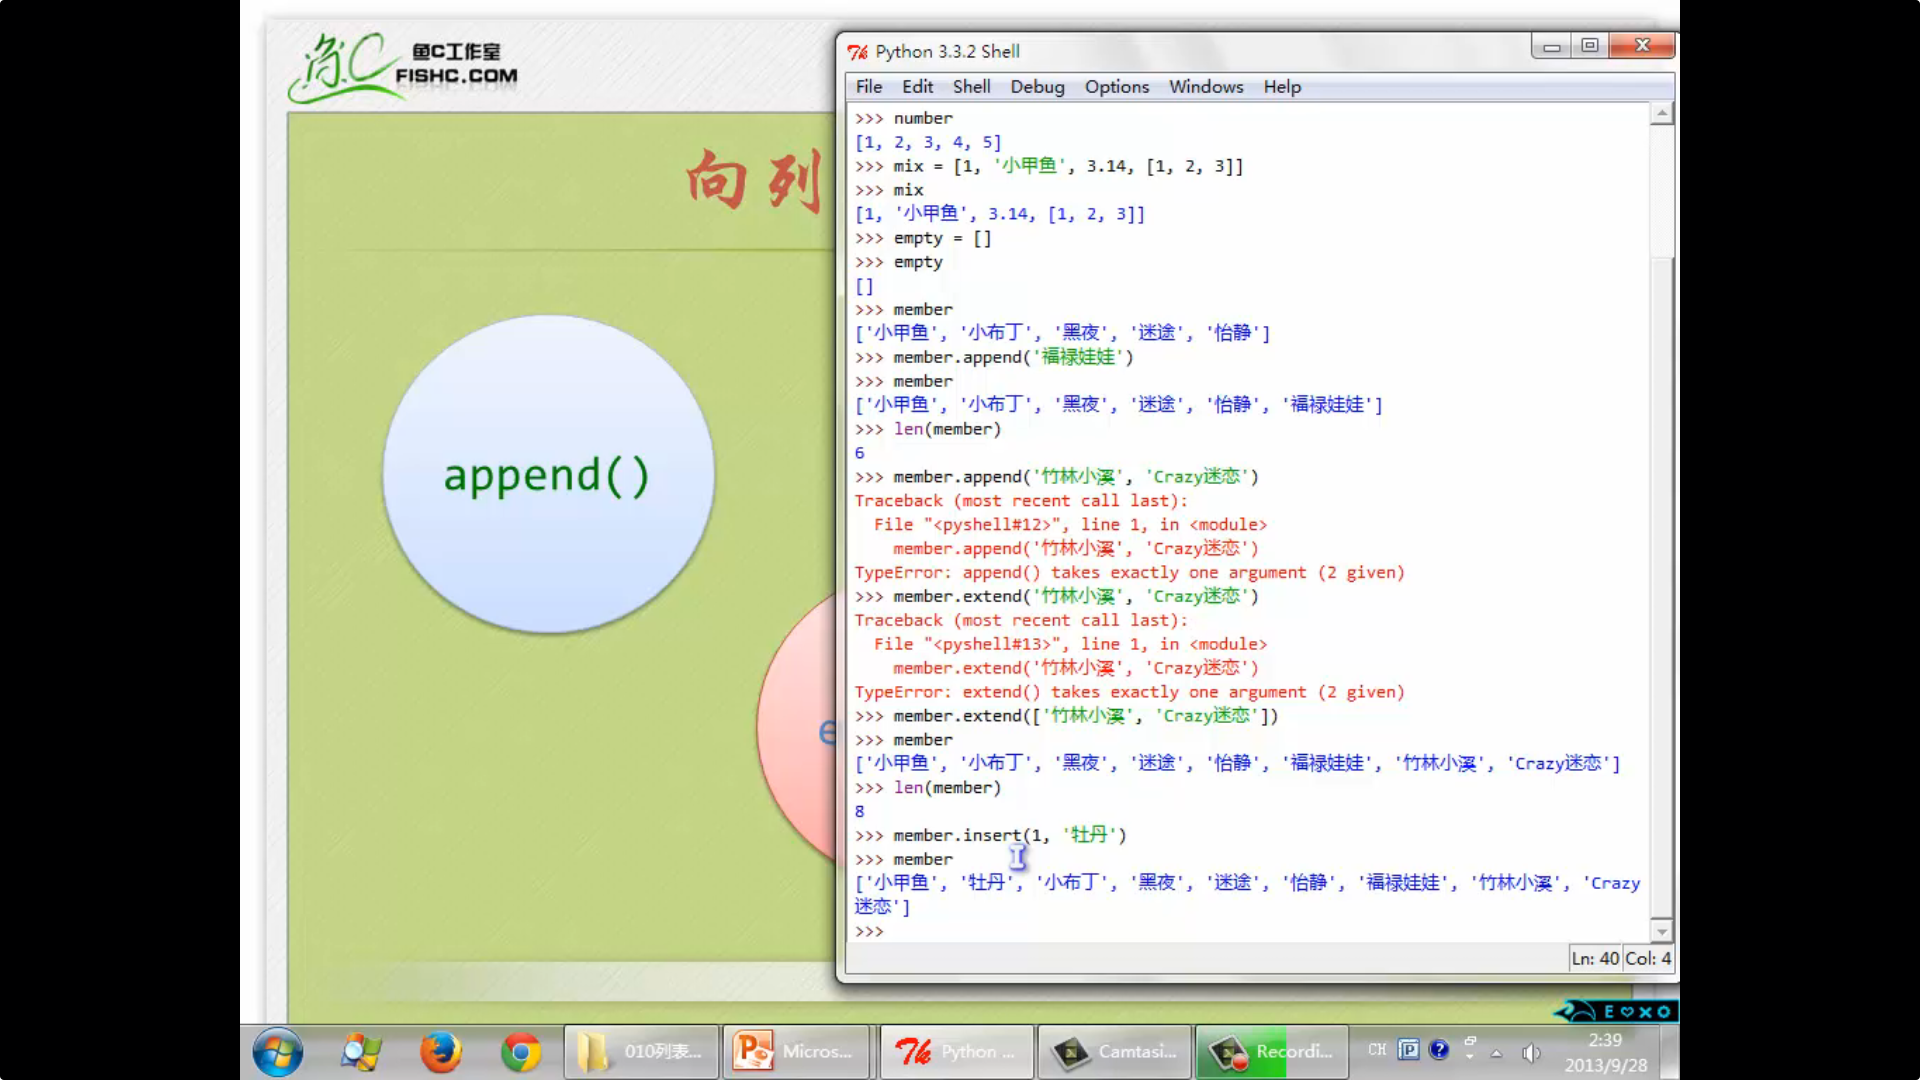 鱼C工作室
FISHC.COM
向列
append()
e
Python 3.3.2 Shell
File Edit Shell Debug Options Windows Help
>>> number
[1, 2, 3, 4, 5]
>>> mix = [1, '小甲鱼', 3.14, [1, 2, 3]]
>>> mix
[1, '小甲鱼', 3.14, [1, 2, 3]]
>>> empty = []
>>> empty
[]
>>> member
['小甲鱼', '小布丁', '黑夜', '迷途', '怡静']
>>> member.append('福禄娃娃')
>>> member
['小甲鱼', '小布丁', '黑夜', '迷途', '怡静', '福禄娃娃']
>>> len(member)
6
>>> member.append('竹林小溪', 'Crazy迷恋')
Traceback (most recent call last):
  File "<pyshell#12>", line 1, in <module>
    member.append('竹林小溪', 'Crazy迷恋')
TypeError: append() takes exactly one argument (2 given)
>>> member.extend('竹林小溪', 'Crazy迷恋')
Traceback (most recent call last):
  File "<pyshell#13>", line 1, in <module>
    member.extend('竹林小溪', 'Crazy迷恋')
TypeError: extend() takes exactly one argument (2 given)
>>> member.extend(['竹林小溪', 'Crazy迷恋'])
>>> member
['小甲鱼', '小布丁', '黑夜', '迷途', '怡静', '福禄娃娃', '竹林小溪', 'Crazy迷恋']
>>> len(member)
8
>>> member.insert(1, '牡丹')
>>> member
['小甲鱼', '牡丹', '小布丁', '黑夜', '迷途', '怡静', '福禄娃娃', '竹林小溪', 'Crazy
迷恋']
>>>
Ln: 40 Col: 4
E
010列表... Micros... Python ... Camtasi... Recordi... CH 2:39
2013/9/28